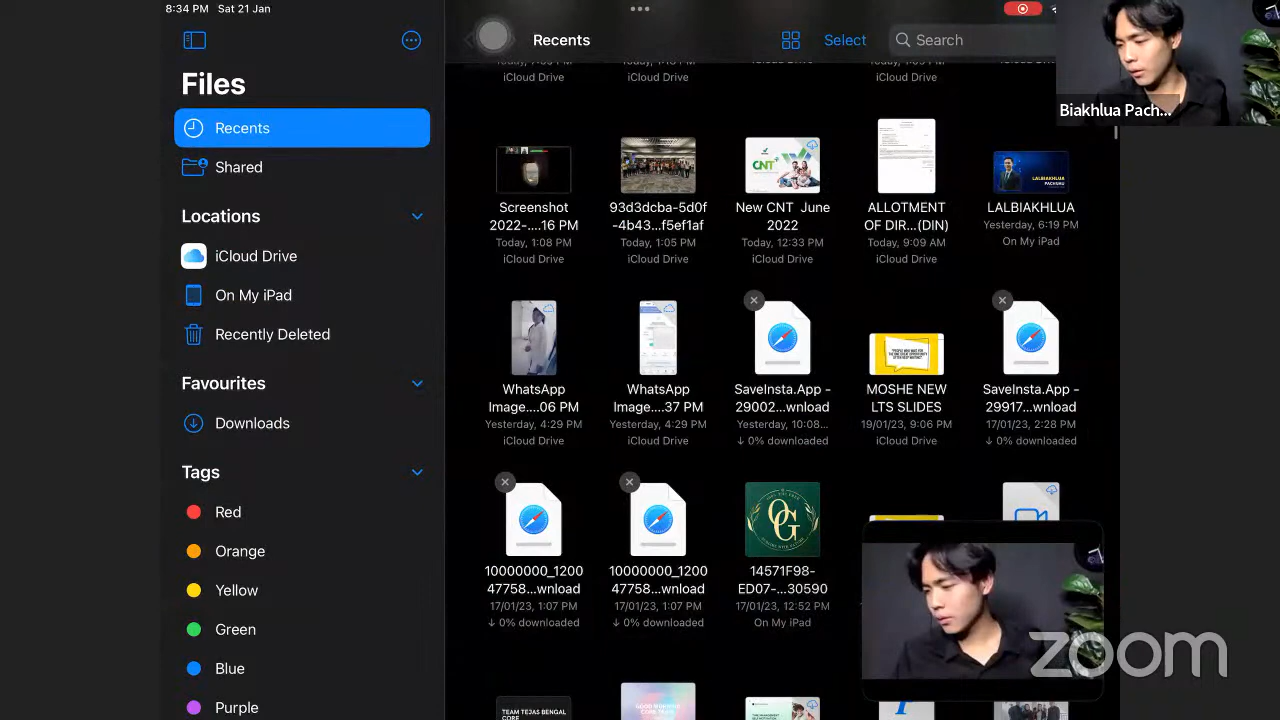 8:34 PM Sat 21 Jan
Recents
Select
Search
Biakhlua Pach...
Files
Recents
Shared
Locations
iCloud Drive
On My iPad
Recently Deleted
Favourites
Downloads
Tags
Red
Orange
Yellow
Green
Blue
Purple
iCloud Drive
iCloud Drive
iCloud Drive
Screenshot
2022-....16 PM
Today, 1:08 PM
iCloud Drive
93d3dcba-5d0f
-4b43...f5ef1af
Today, 1:05 PM
iCloud Drive
CNT
New CNT June
2022
Today, 12:33 PM
iCloud Drive
ALLOTMENT
OF DIR...(DIN)
Today, 9:09 AM
iCloud Drive
LALBIAKHLUA
PACHUAU
LALBIAKHLUA
Yesterday, 6:19 PM
On My iPad
WhatsApp
Image....06 PM
Yesterday, 4:29 PM
iCloud Drive
WhatsApp
Image....37 PM
Yesterday, 4:29 PM
iCloud Drive
SaveInsta.App -
29002...wnload
Yesterday, 10:08...
↓ 0% downloaded
MOSHE NEW
LTS SLIDES
19/01/23, 9:06 PM
iCloud Drive
SaveInsta.App -
29917...wnload
17/01/23, 2:28 PM
↓ 0% downloaded
10000000_1200
47758...wnload
17/01/23, 1:07 PM
↓ 0% downloaded
10000000_1200
47758...wnload
17/01/23, 1:07 PM
↓ 0% downloaded
OG
14571F98-
ED07-...30590
17/01/23, 12:52 PM
On My iPad
TEAM TEJAS BENGAL
CORE
zoom